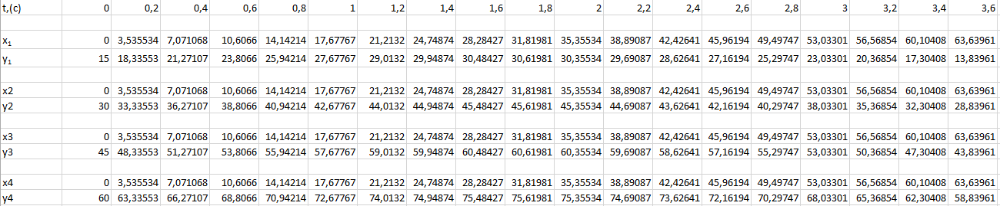 t,(c) 0 0,2 0,4 0,6 0,8 1 1,2 1,4 1,6 1,8 2 2,2 2,4 2,6 2,8 3 3,2 3,4 3,6
x₁ 0 3,535534 7,071068 10,6066 14,14214 17,67767 21,2132 24,74874 28,28427 31,81981 35,35534 38,89087 42,42641 45,96194 49,49747 53,03301 56,56854 60,10408 63,63961
y₁ 15 18,33553 21,27107 23,8066 25,94214 27,67767 29,0132 29,94874 30,48427 30,61981 30,35534 29,69087 28,62641 27,16194 25,29747 23,03301 20,36854 17,30408 13,83961
x2 0 3,535534 7,071068 10,6066 14,14214 17,67767 21,2132 24,74874 28,28427 31,81981 35,35534 38,89087 42,42641 45,96194 49,49747 53,03301 56,56854 60,10408 63,63961
y2 30 33,33553 36,27107 38,8066 40,94214 42,67767 44,0132 44,94874 45,48427 45,61981 45,35534 44,69087 43,62641 42,16194 40,29747 38,03301 35,36854 32,30408 28,83961
x3 0 3,535534 7,071068 10,6066 14,14214 17,67767 21,2132 24,74874 28,28427 31,81981 35,35534 38,89087 42,42641 45,96194 49,49747 53,03301 56,56854 60,10408 63,63961
y3 45 48,33553 51,27107 53,8066 55,94214 57,67767 59,0132 59,94874 60,48427 60,61981 60,35534 59,69087 58,62641 57,16194 55,29747 53,03301 50,36854 47,30408 43,83961
x4 0 3,535534 7,071068 10,6066 14,14214 17,67767 21,2132 24,74874 28,28427 31,81981 35,35534 38,89087 42,42641 45,96194 49,49747 53,03301 56,56854 60,10408 63,63961
y4 60 63,33553 66,27107 68,8066 70,94214 72,67767 74,0132 74,94874 75,48427 75,61981 75,35534 74,69087 73,62641 72,16194 70,29747 68,03301 65,36854 62,30408 58,83961